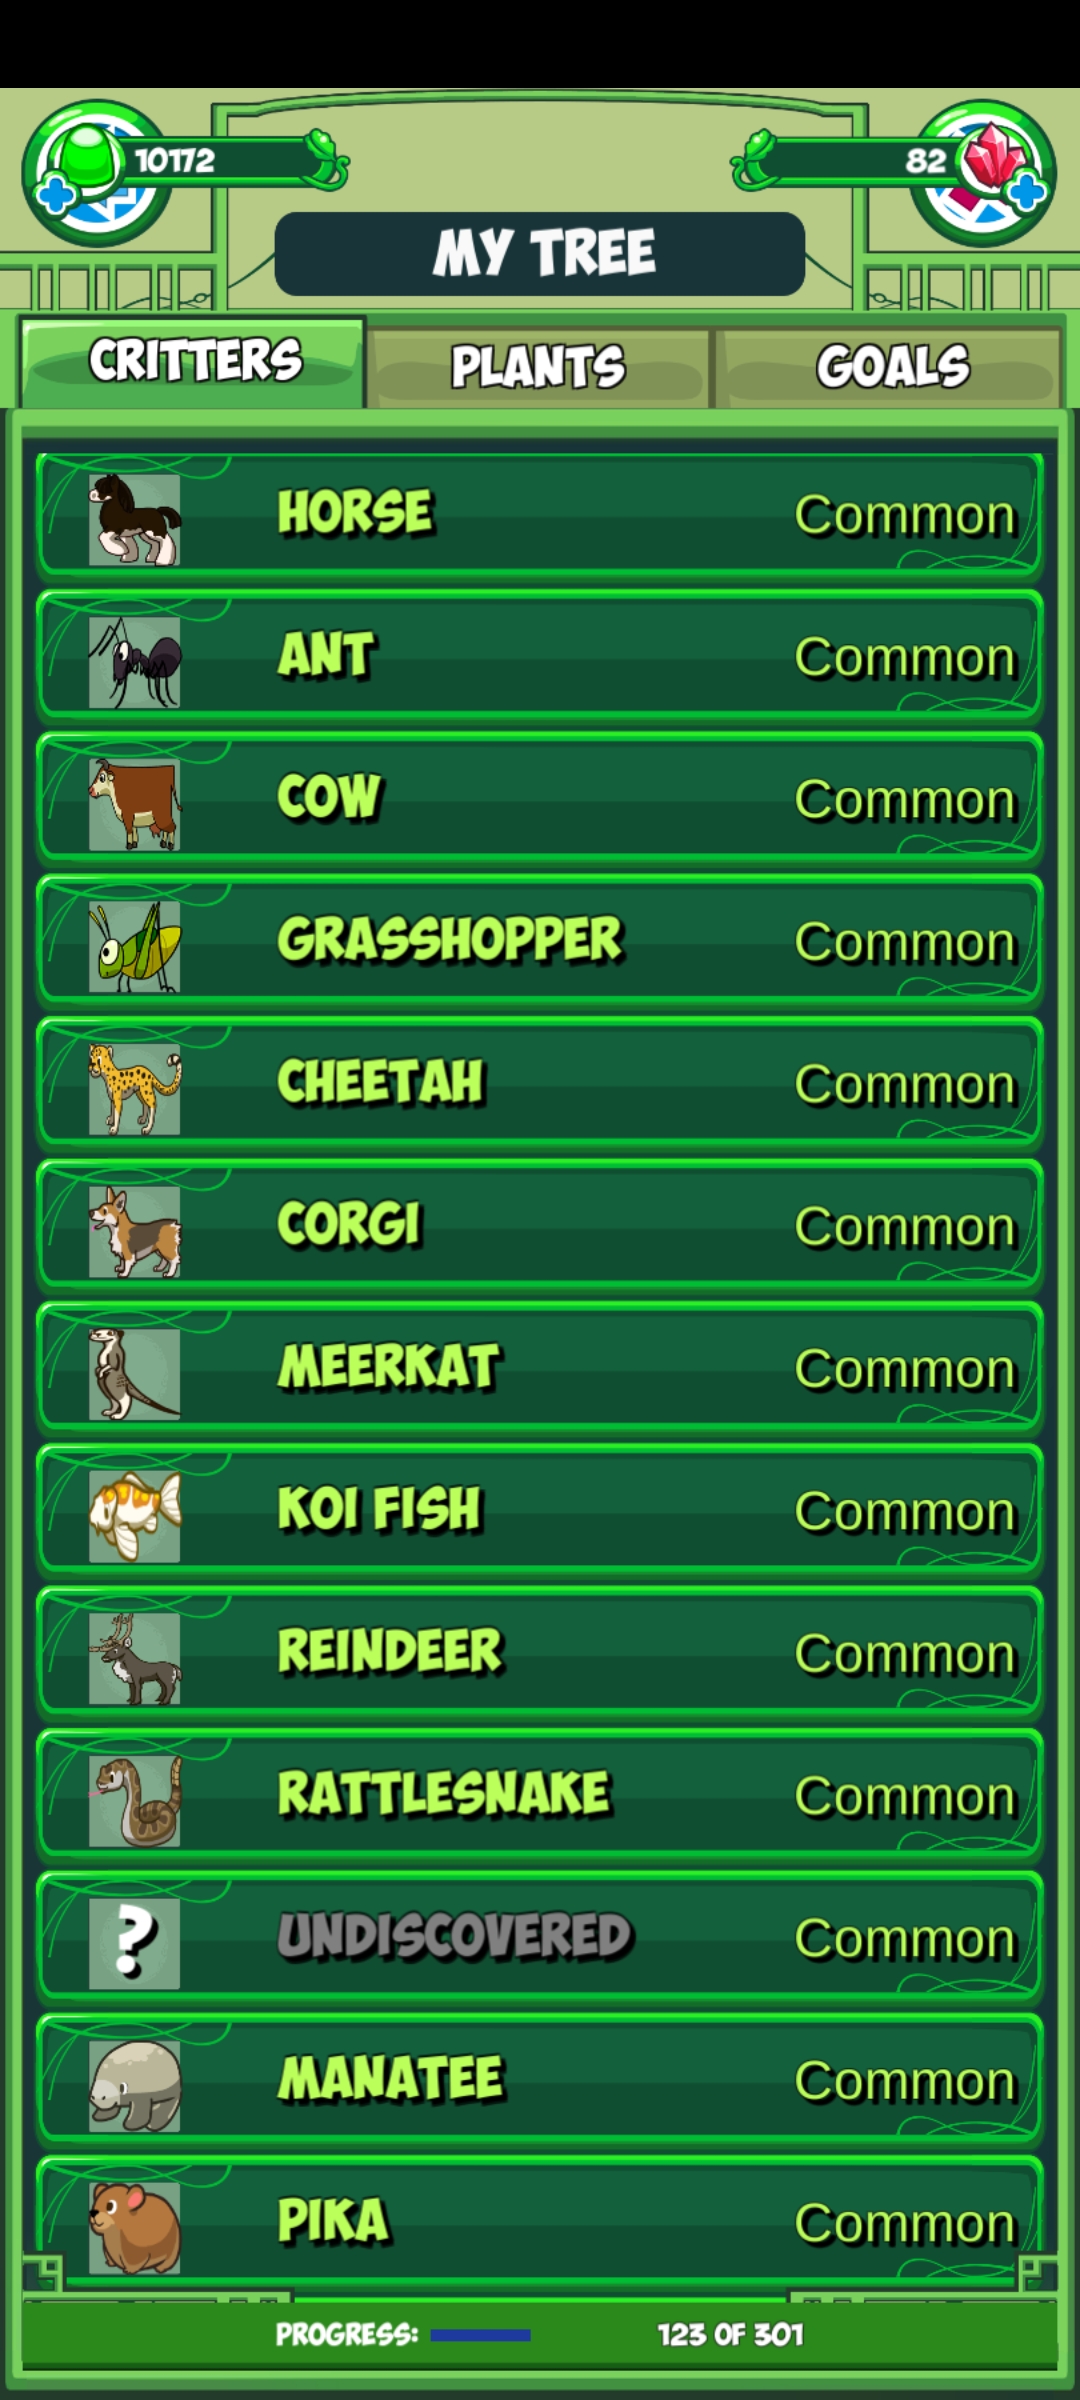 10172
82
MY TREE
CRITTERS PLANTS GOALS
HORSE Common
ANT Common
COW Common
GRASSHOPPER Common
CHEETAH Common
CORGI Common
MEERKAT Common
KOI FISH Common
REINDEER Common
RATTLESNAKE Common
? UNDISCOVERED Common
MANATEE Common
PIKA Common
PROGRESS: 123 OF 301